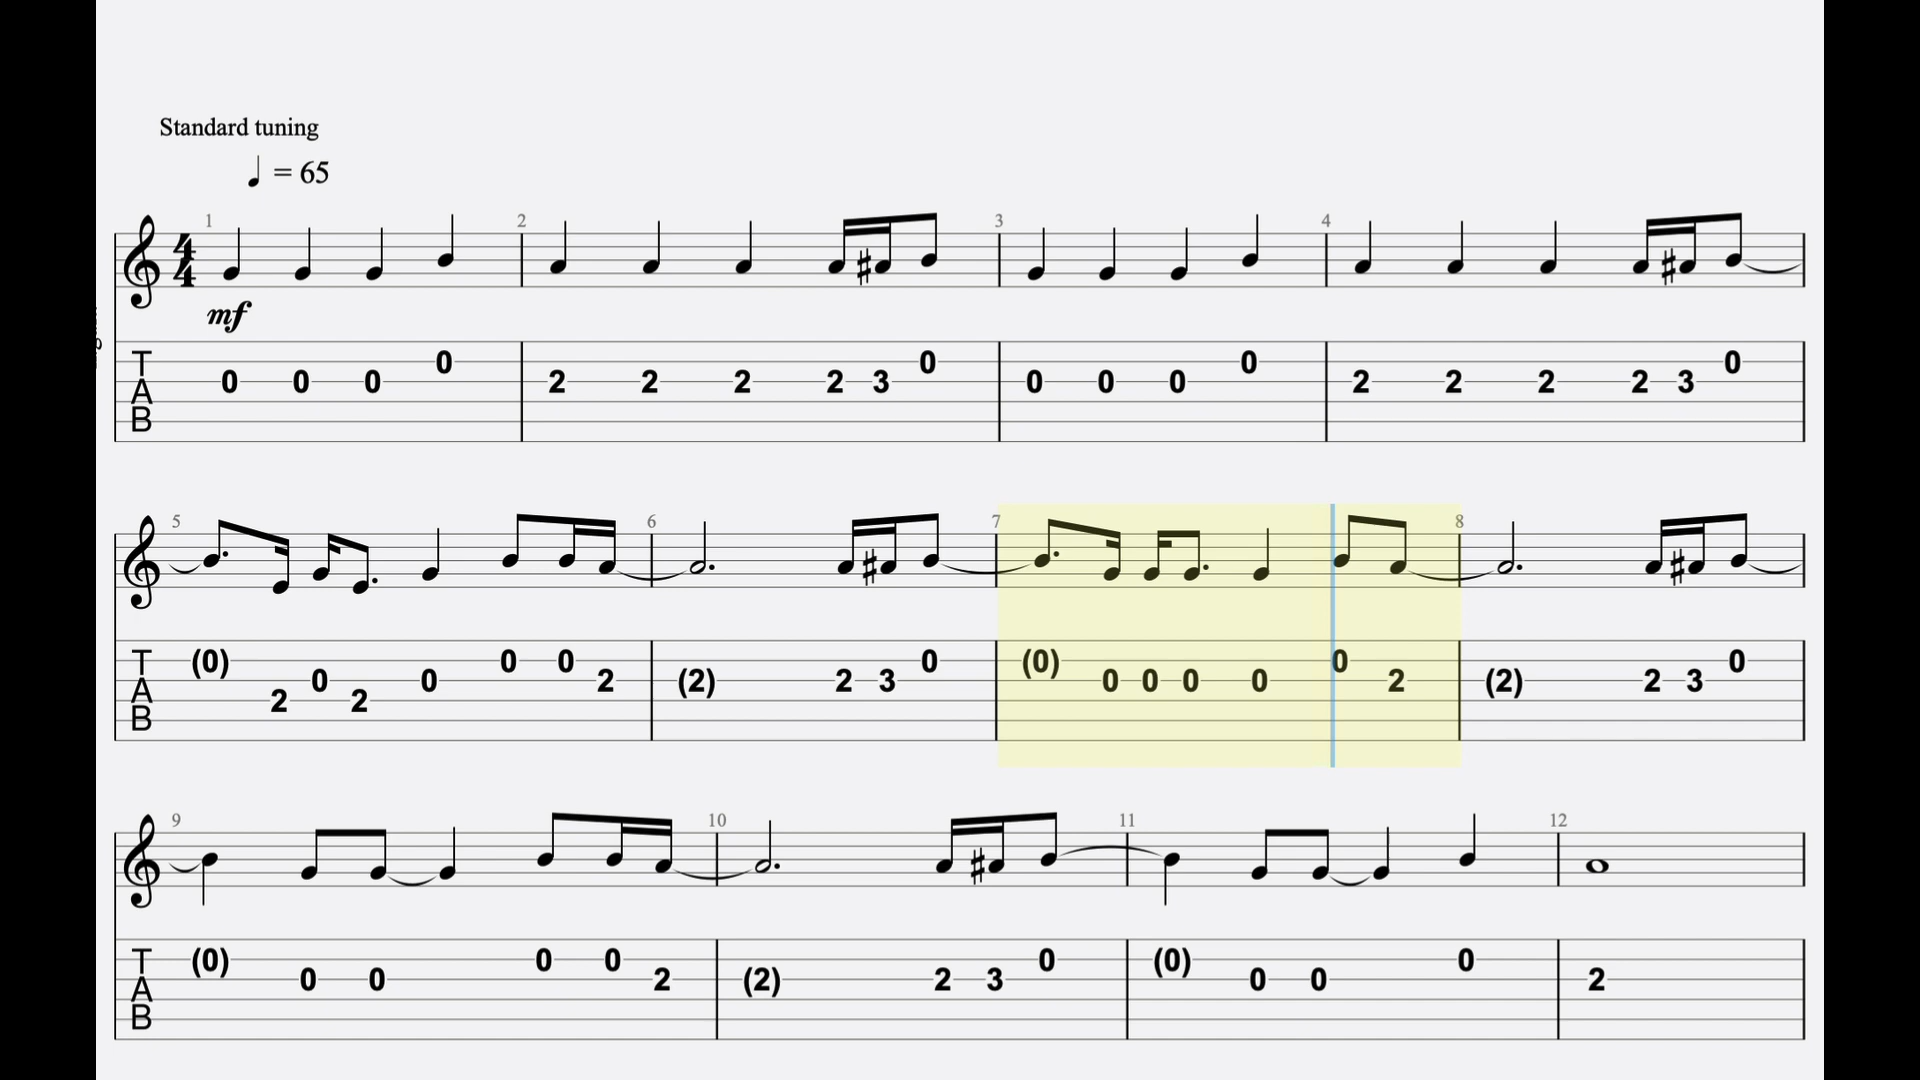 Standard tuning
♩ = 65
1 2 3 4
4
4
mf
T 0 0 0 0 2 2 2 2 3 0 0 0 0 0 2 2 2 2 3 0
A
B
5 6 7 8
T (0) 2 0 2 0 0 0 2 (2) 2 3 0 (0) 0 0 0 0 0 2 (2) 2 3 0
A
B
9 10 11 12
T (0) 0 0 0 0 2 (2) 2 3 0 (0) 0 0 0 2
A
B